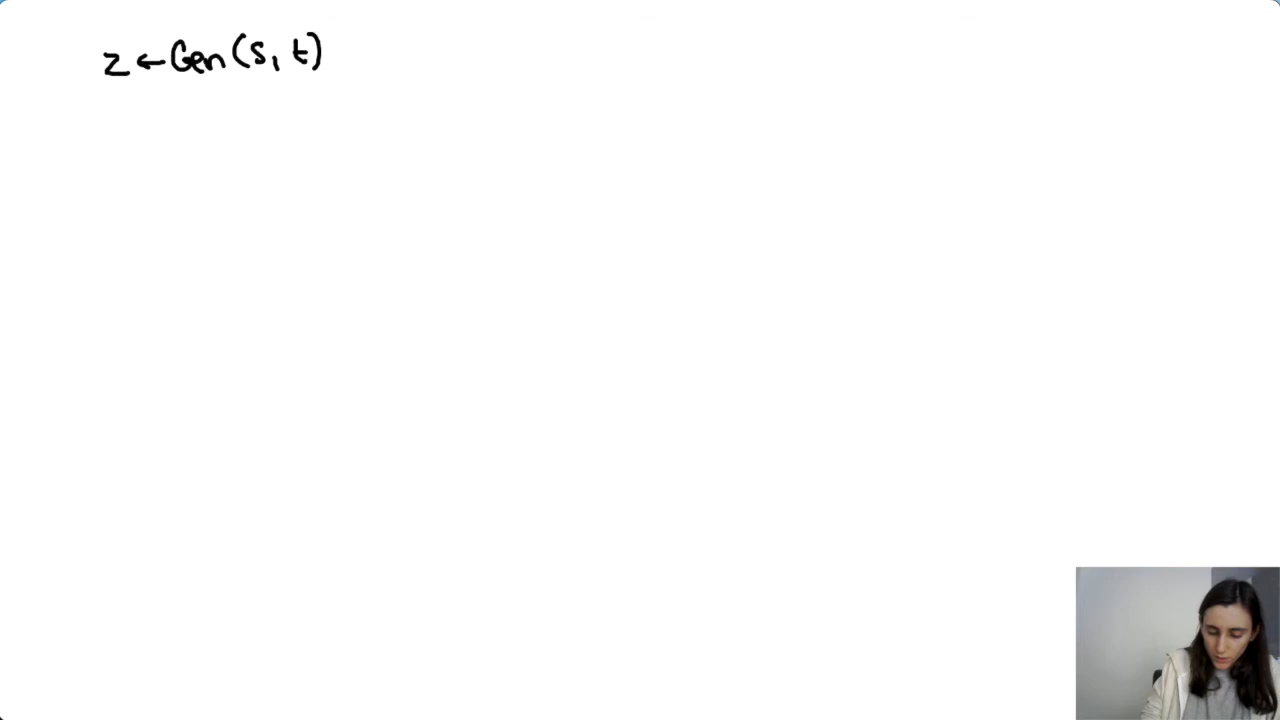 z ← Gen(s, t)